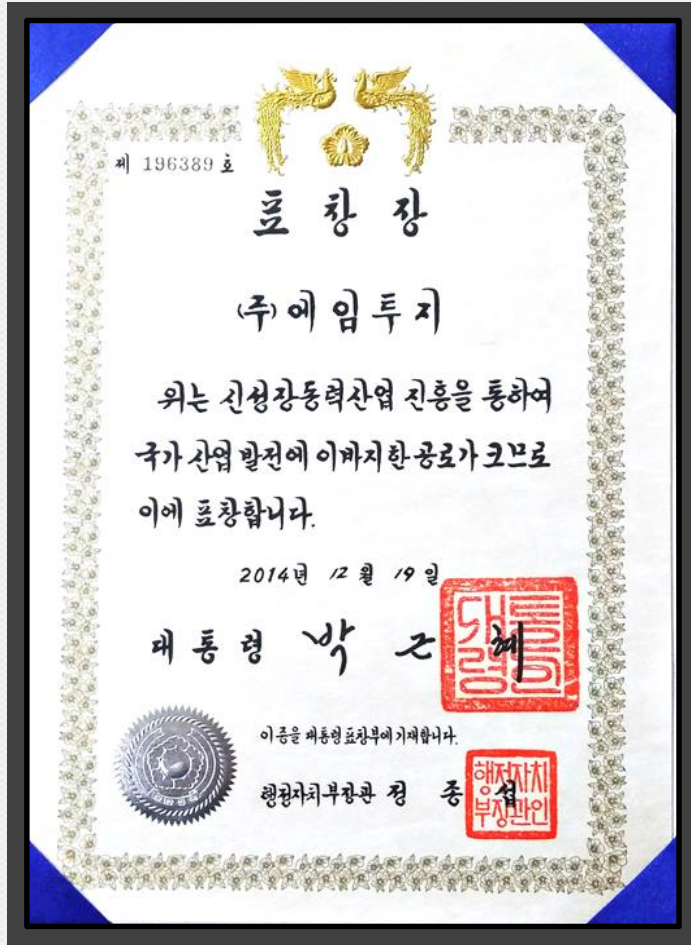 제 196389 호
표 창 장
(주) 에 임 투 자
위는 신성장동력산업 진흥을 통하여
국가 산업 발전에 이바지한 공로가 크므로
이에 표창합니다.
2014년 12월 19일
대 통 령 박 근 혜
대통령인
이 증을 대통령표창부에 기재합니다.
행정자치부장관 정 종 섭
행정자치
부장관인